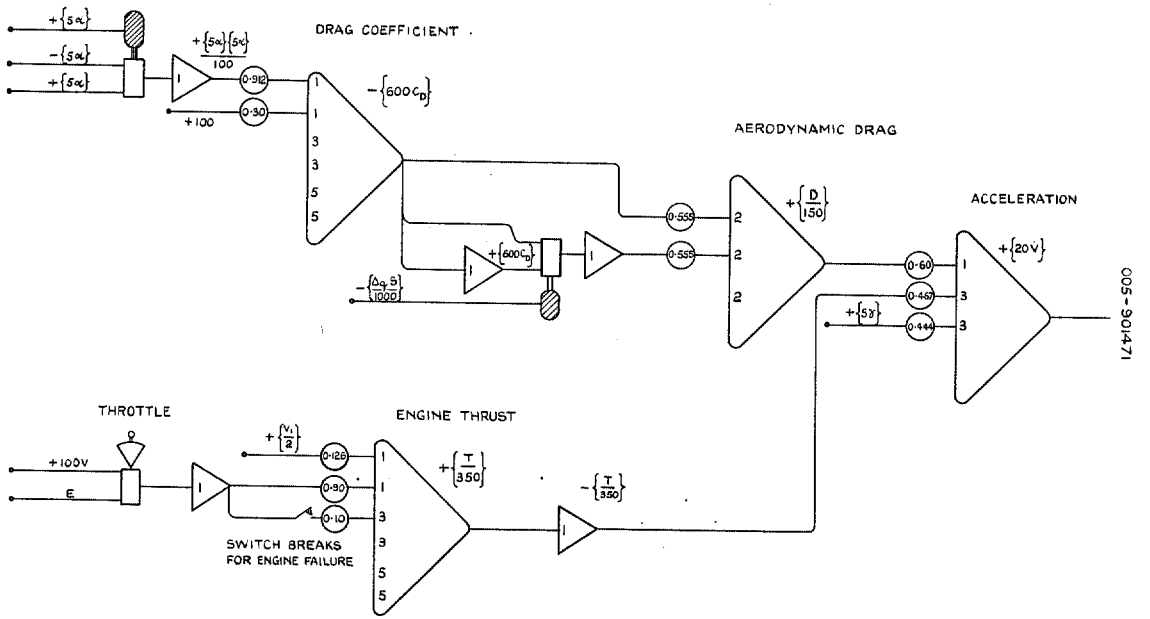 +{5α}
DRAG COEFFICIENT .
-{5α}
+{5α}
1
+{5α}{5α}
100
0·912
+100
0·30
1
1
3
3
5
5
-{600 C_D}
AERODYNAMIC DRAG
0·555
0·555
2
2
2
+{D/150}
1
+{600C_D}
1
-{Δq S/1000}
ACCELERATION
+{20V̇}
0·60
0·467
0·444
1
3
3
+{5γ}
005-901471
THROTTLE
+100V
E
1
ENGINE THRUST
+{V₁/2}
0·126
0·90
0·10
1
1
3
3
5
5
SWITCH BREAKS
FOR ENGINE FAILURE
+{T/350}
1
-{T/350}